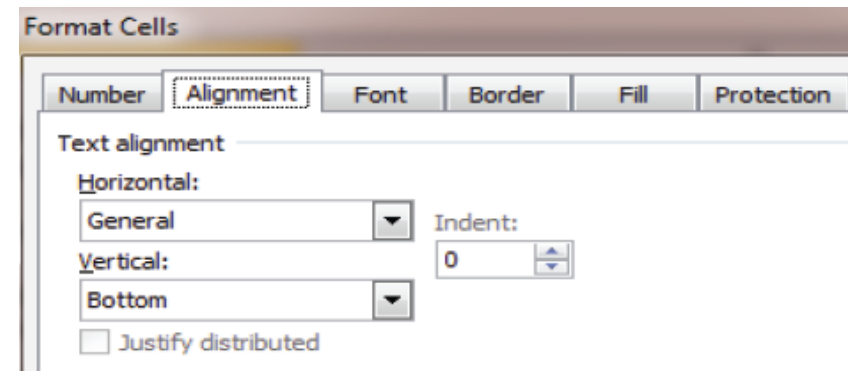 Format Cells
Number Alignment Font Border Fill Protection
Text alignment
Horizontal:
General
Indent:
Vertical:
0
Bottom
Justify distributed